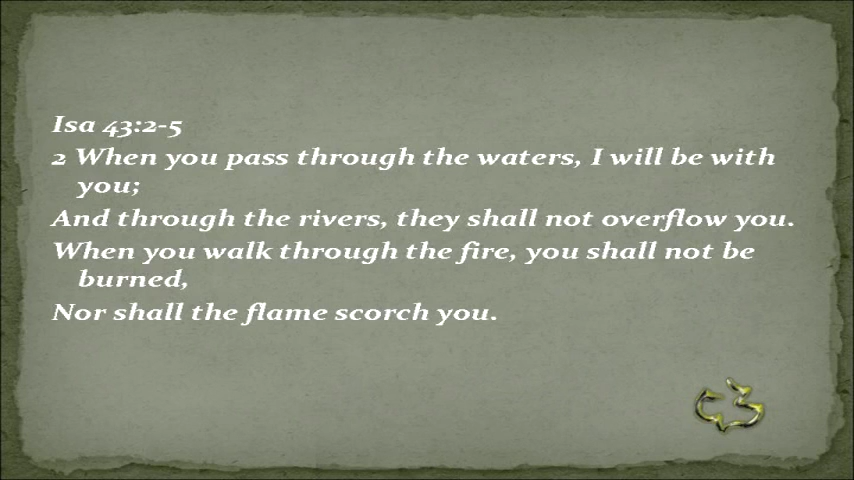 Isa 43:2-5
2 When you pass through the waters, I will be with
you;
And through the rivers, they shall not overflow you.
When you walk through the fire, you shall not be
burned,
Nor shall the flame scorch you.